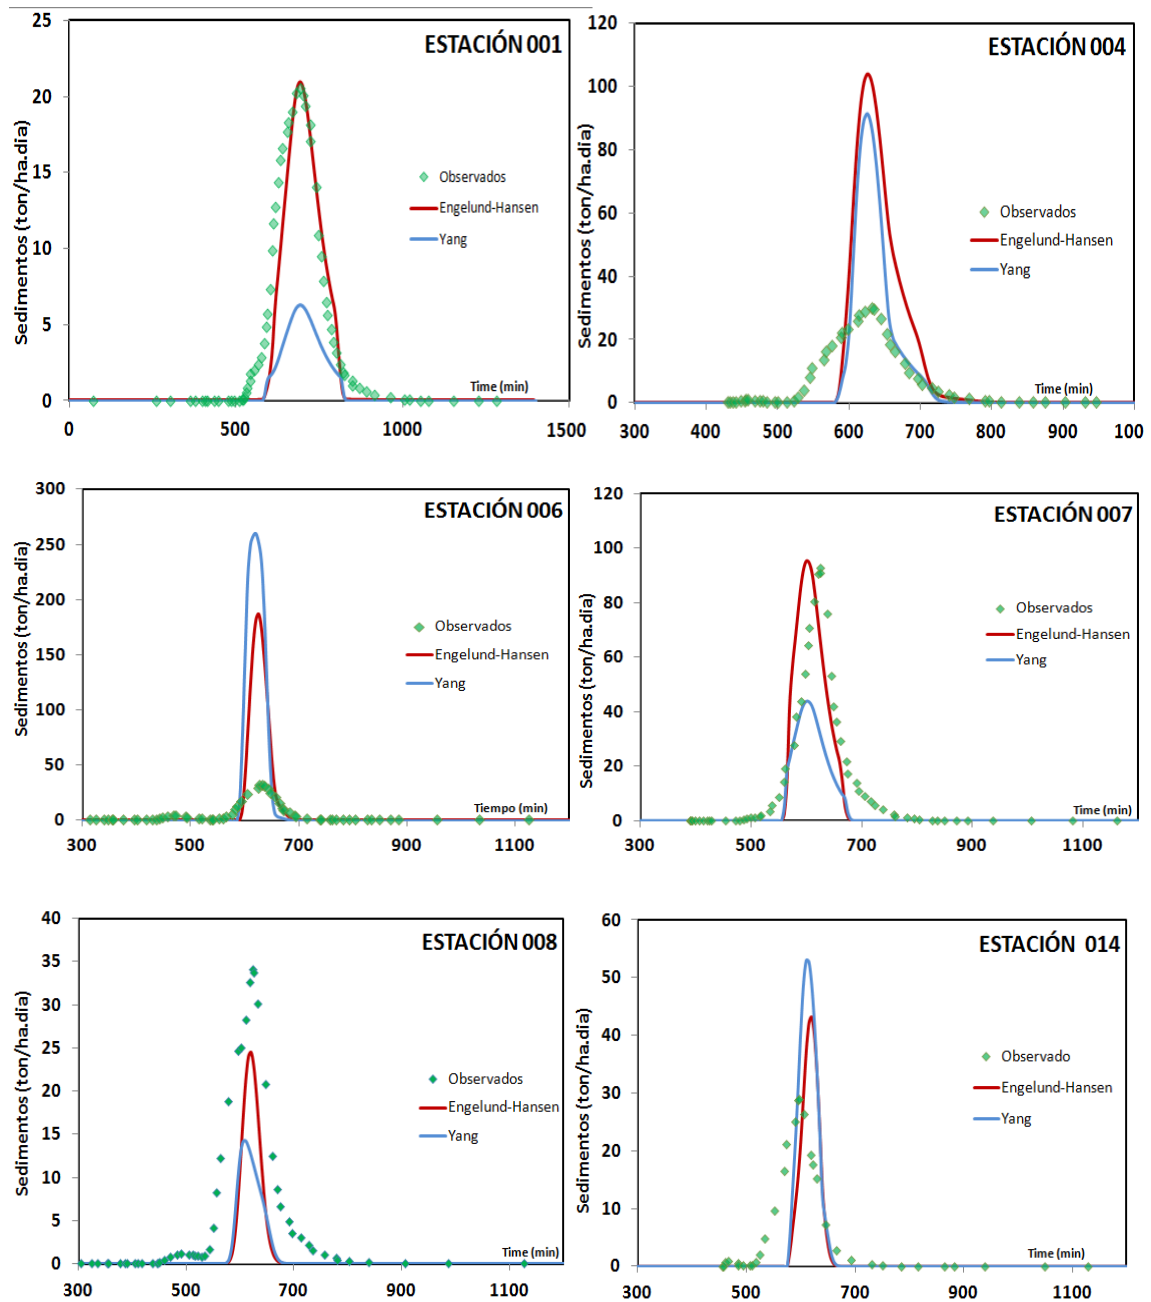 ESTACIÓN 001
Sedimentos (ton/ha.dia)
25
20
15
10
5
0
0 500 1000 1500
Time (min)
Observados
Engelund-Hansen
Yang
ESTACIÓN 004
Sedimentos (ton/ha.dia)
120
100
80
60
40
20
0
300 400 500 600 700 800 900 100
Time (min)
Observados
Engelund-Hansen
Yang
ESTACIÓN 006
Sedimentos (ton/ha.dia)
300
250
200
150
100
50
0
300 500 700 900 1100
Tiempo (min)
Observados
Engelund-Hansen
Yang
ESTACIÓN 007
Sedimentos (ton/ha.dia)
120
100
80
60
40
20
0
300 500 700 900 1100
Time (min)
Observados
Engelund-Hansen
Yang
ESTACIÓN 008
Sedimentos (ton/ha.dia)
40
35
30
25
20
15
10
5
0
300 500 700 900 1100
Time (min)
Observados
Engelund-Hansen
Yang
ESTACIÓN 014
Sedimentos (ton/ha.dia)
60
50
40
30
20
10
0
300 500 700 900 1100
Time (min)
Observado
Engelund-Hansen
Yang